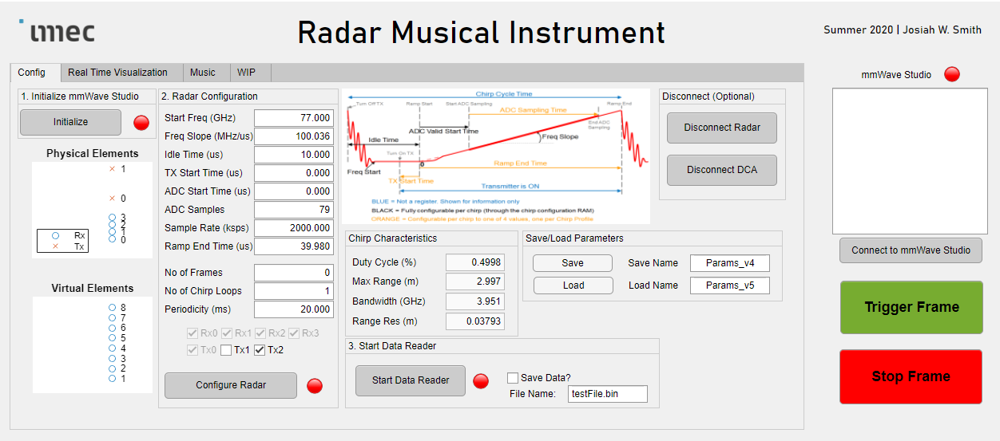 imec
Radar Musical Instrument
Summer 2020 | Josiah W. Smith
Config
Real Time Visualization
Music
WIP
1. Initialize mmWave Studio
Initialize
Physical Elements
1
0
3
2
1
0
Rx
Tx
Virtual Elements
8
7
6
5
4
3
2
1
2. Radar Configuration
Start Freq (GHz) 77.000
Freq Slope (MHz/us) 100.036
Idle Time (us) 10.000
TX Start Time (us) 0.000
ADC Start Time (us) 0.000
ADC Samples 79
Sample Rate (ksps) 2000.000
Ramp End Time (us) 39.980
No of Frames 0
No of Chirp Loops 1
Periodicity (ms) 20.000
Rx0 Rx1 Rx2 Rx3
Tx0 Tx1 Tx2
Configure Radar
Chirp Cycle Time
Turn Off TX
Ramp Start
Start ADC Sampling
Ramp End
ADC Sampling Time
End ADC
Sampling
ADC Valid Start Time
Freq Slope
Idle Time
Turn On TX
0
Ramp End Time
Freq Start
TX Start Time
Transmitter is ON
BLUE = Not a register. Shown for information only
BLACK = Fully configurable per chirp (through the chirp configuration RAM)
ORANGE = Configurable per chirp to one of 4 values, one per Chirp Profile.
Disconnect (Optional)
Disconnect Radar
Disconnect DCA
Chirp Characteristics
Duty Cycle (%) 0.4998
Max Range (m) 2.997
Bandwidth (GHz) 3.951
Range Res (m) 0.03793
Save/Load Parameters
Save Save Name Params_v4
Load Load Name Params_v5
3. Start Data Reader
Start Data Reader
Save Data?
File Name: testFile.bin
mmWave Studio
Connect to mmWave Studio
Trigger Frame
Stop Frame